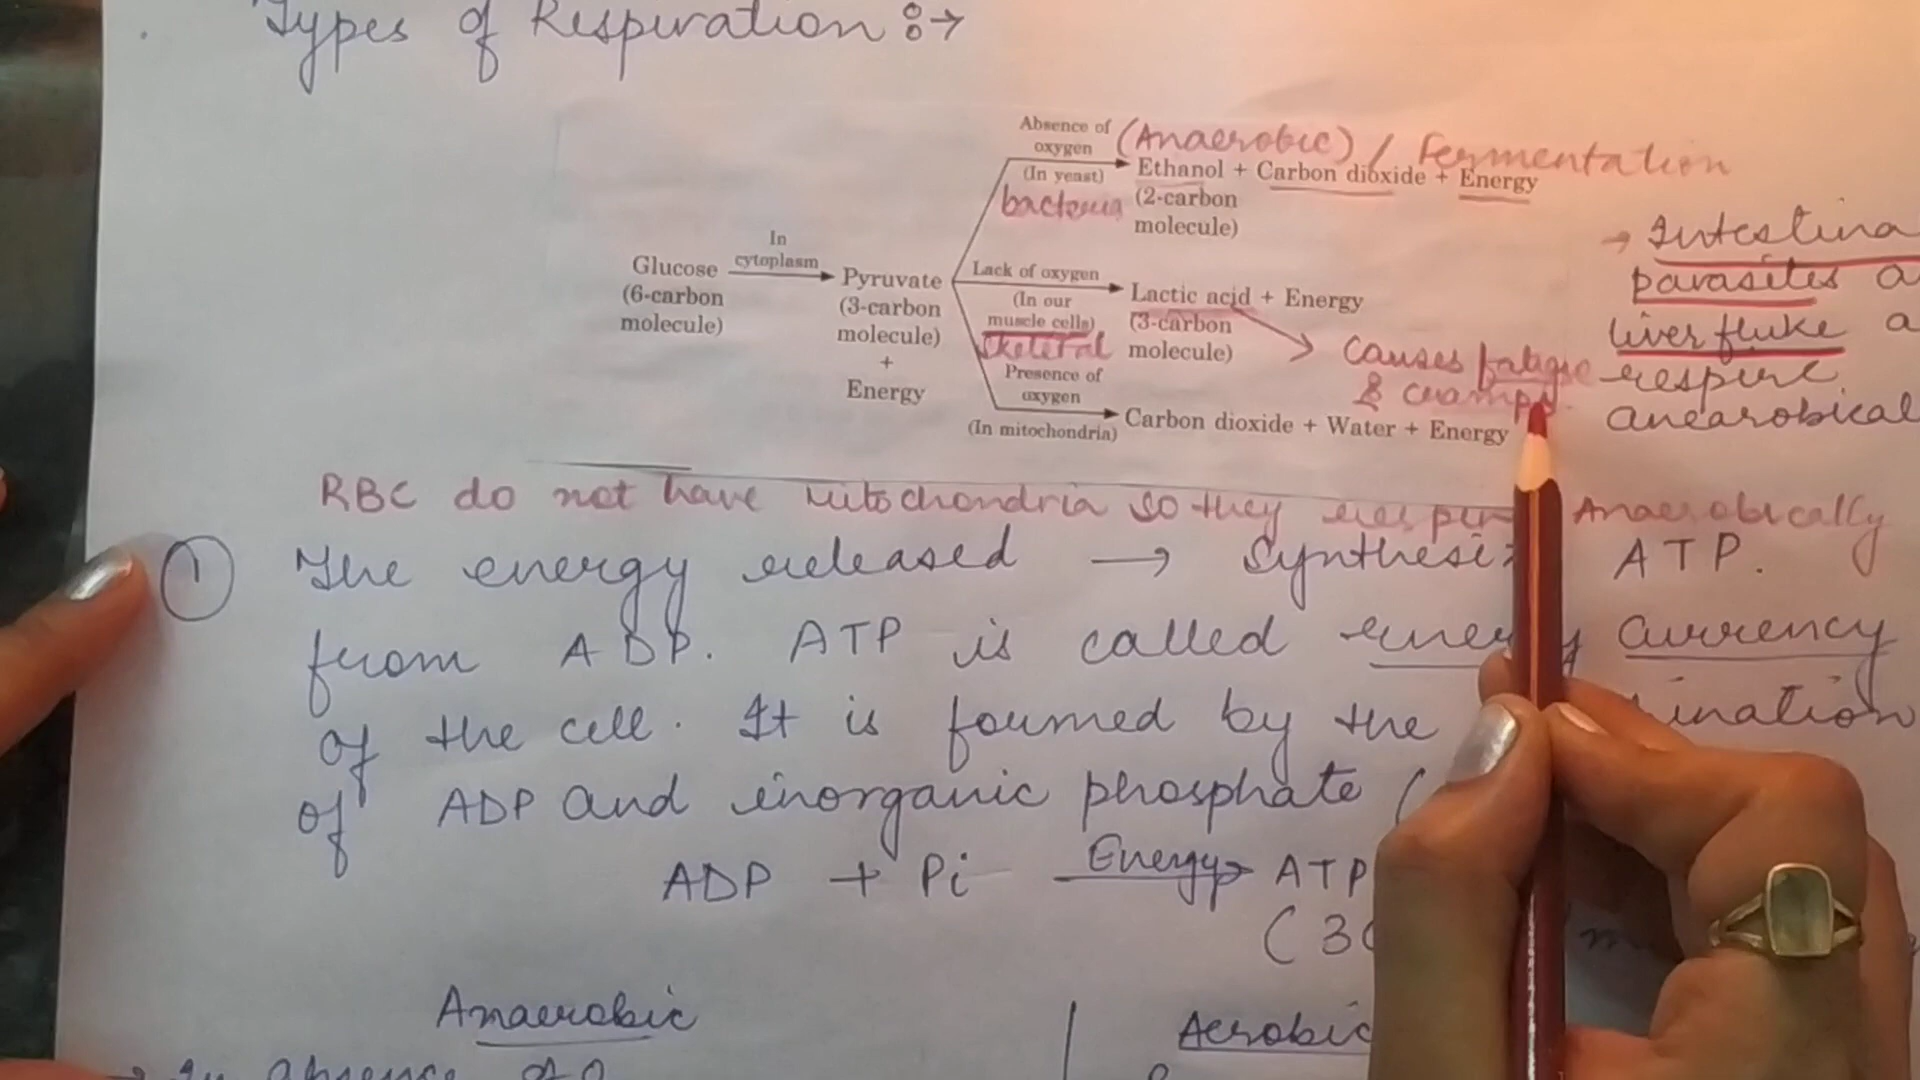 Types of Respiration :→
Absence of oxygen (Anaerobic) / Fermentation
(In yeast) Ethanol + Carbon dioxide + Energy
bacteria (2-carbon molecule)
In cytoplasm
Glucose (6-carbon molecule)
Pyruvate (3-carbon molecule) + Energy
Lack of oxygen
(In our muscle cells)
skeletal
Lactic acid + Energy
(3-carbon molecule)
Causes fatigue
& cramps.
Presence of oxygen
(In mitochondria)
Carbon dioxide + Water + Energy
→ Intestina
parasites a
liver fluke a
respire
anearobical
RBC do not have mitochondria so they Anaerobically
① The energy released → ATP.
from ADP. ATP is called currency
of the cell. It is formed by the
of ADP and inorganic phosphate (
ADP + Pi Energy→ ATP
Anaerobic
Aerobic
→ In absence of O